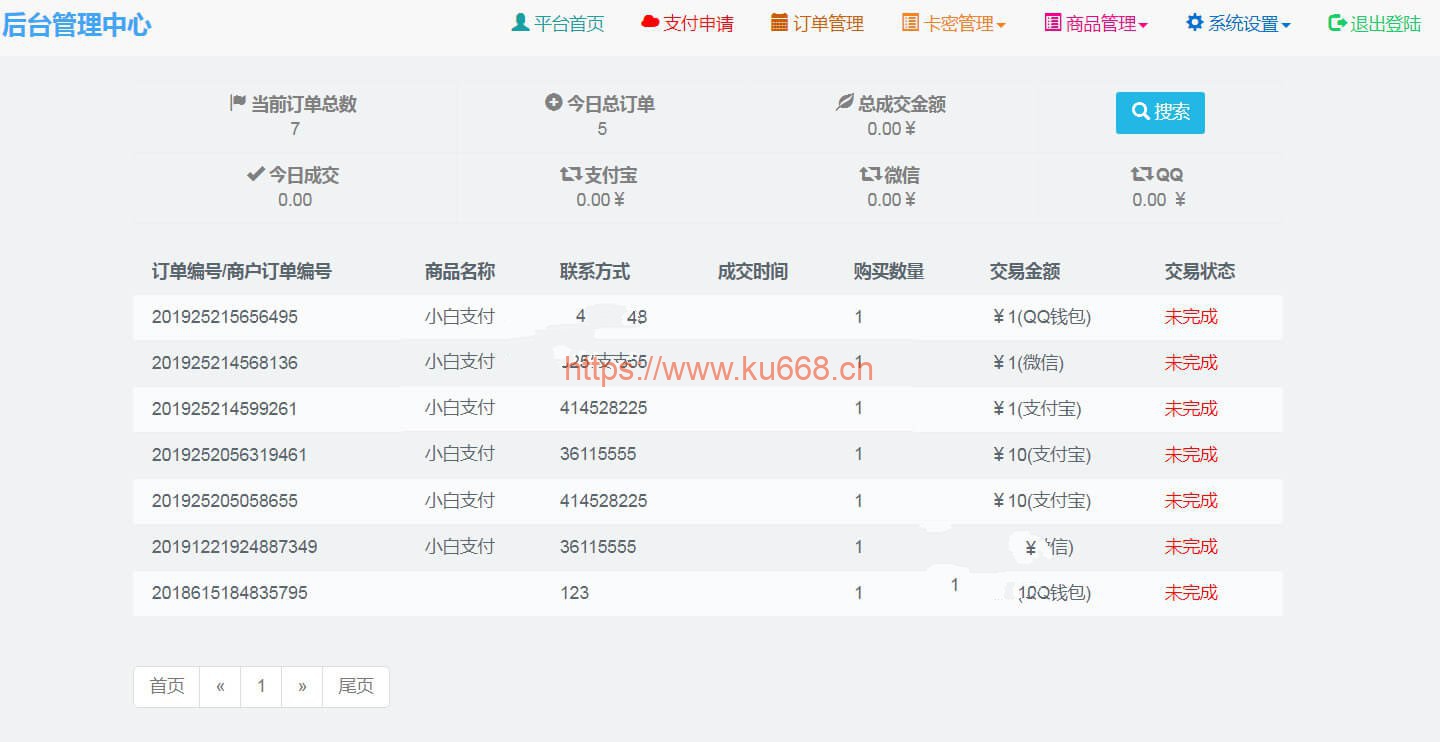 后台管理中心 平台首页 支付申请 订单管理 卡密管理 商品管理 系统设置 退出登陆
当前订单总数 今日总订单 总成交金额 搜索
7 5 0.00¥
今日成交 支付宝 微信 QQ
0.00 0.00¥ 0.00¥ 0.00 ¥
订单编号/商户订单编号 商品名称 联系方式 成交时间 购买数量 交易金额 交易状态
201925215656495 小白支付 4 48 1 ¥1(QQ钱包) 未完成
201925214568136 小白支付 1 ¥1(微信) 未完成
https://www.ku668.cn
201925214599261 小白支付 414528225 1 ¥1(支付宝) 未完成
2019252056319461 小白支付 36115555 1 ¥10(支付宝) 未完成
201925205058655 小白支付 414528225 1 ¥10(支付宝) 未完成
20191221924887349 小白支付 36115555 1 ¥ 信) 未完成
2018615184835795 123 1 1 钱包) 未完成
首页 « 1 » 尾页